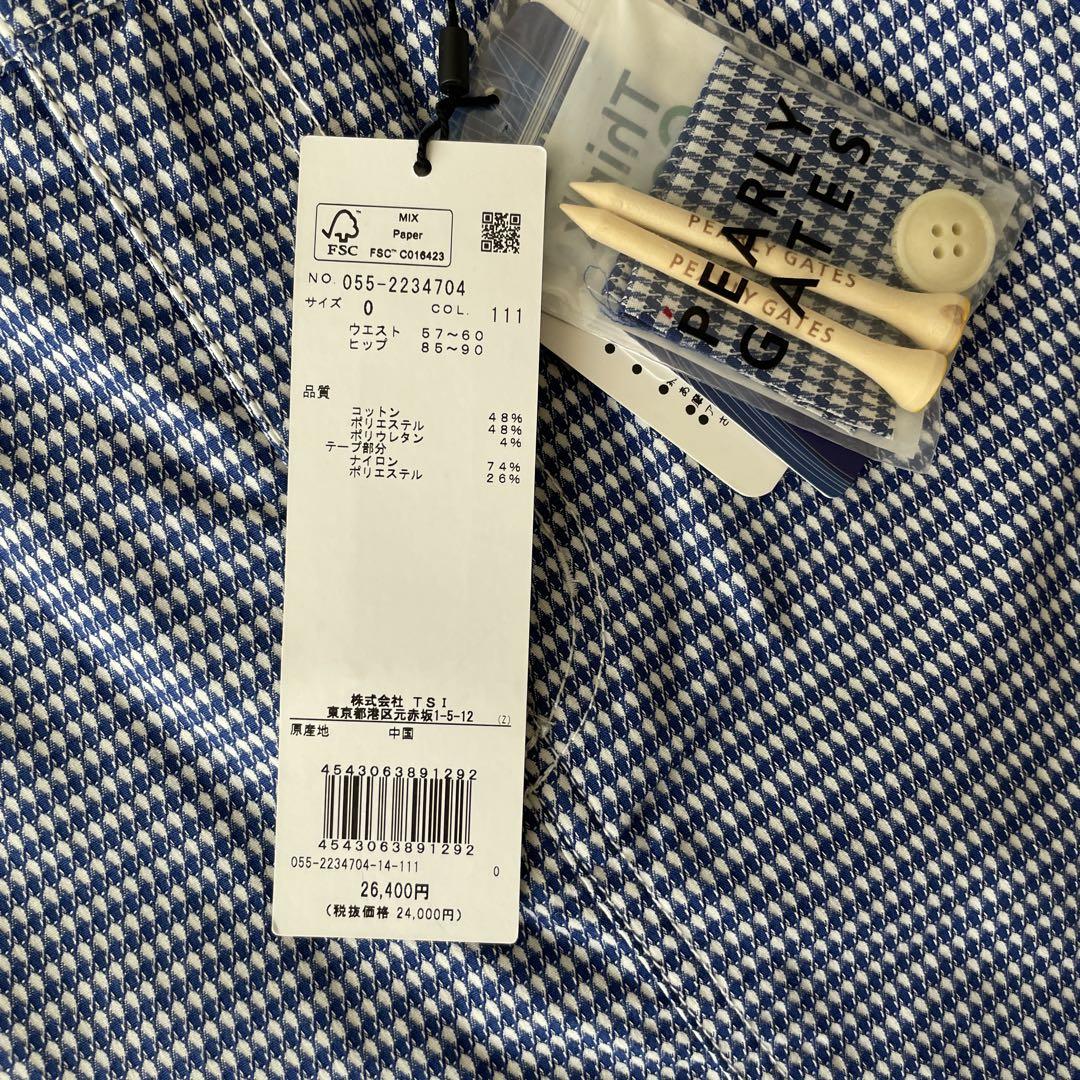 MIX
Paper
FSC™ C016423
FSC
NO. 055-2234704
サイズ 0 COL. 111
ウエスト 57～60
ヒップ 85～90
品質
コットン 48%
ポリエステル 48%
ポリウレタン 4%
テープ部分
ナイロン 74%
ポリエステル 26%
株式会社 TSI
東京都港区元赤坂1-5-12 (Z)
原産地 中国
4543063891292
4543063891292
055-2234704-14-111 0
26,400円
(税抜価格 24,000円)
PEARLY
GATES
PEARLY GATES
PEARLY GATES